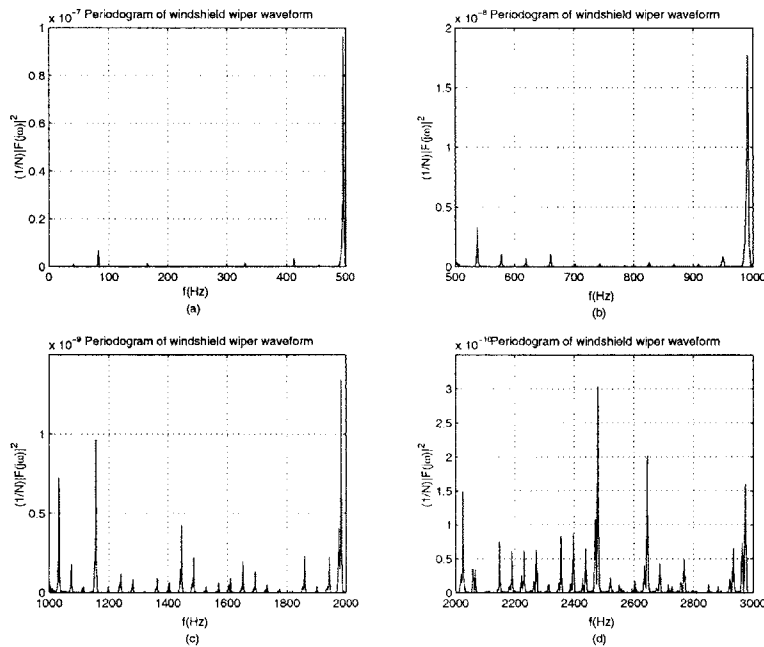 x 10⁻⁷ Periodogram of windshield wiper waveform
1
0.8
0.6
0.4
0.2
0
(1/N)|F(jω)|²
0 100 200 300 400 500
f(Hz)
(a)
x 10⁻⁸ Periodogram of windshield wiper waveform
2
1.5
1
0.5
0
(1/N)|F(jω)|²
500 600 700 800 900 1000
f(Hz)
(b)
x 10⁻⁹ Periodogram of windshield wiper waveform
1
0.5
0
(1/N)|F(jω)|²
1000 1200 1400 1600 1800 2000
f(Hz)
(c)
x 10⁻¹⁰Periodogram of windshield wiper waveform
3
2.5
2
1.5
1
0.5
0
(1/N)|F(jω)|²
2000 2200 2400 2600 2800 3000
f(Hz)
(d)